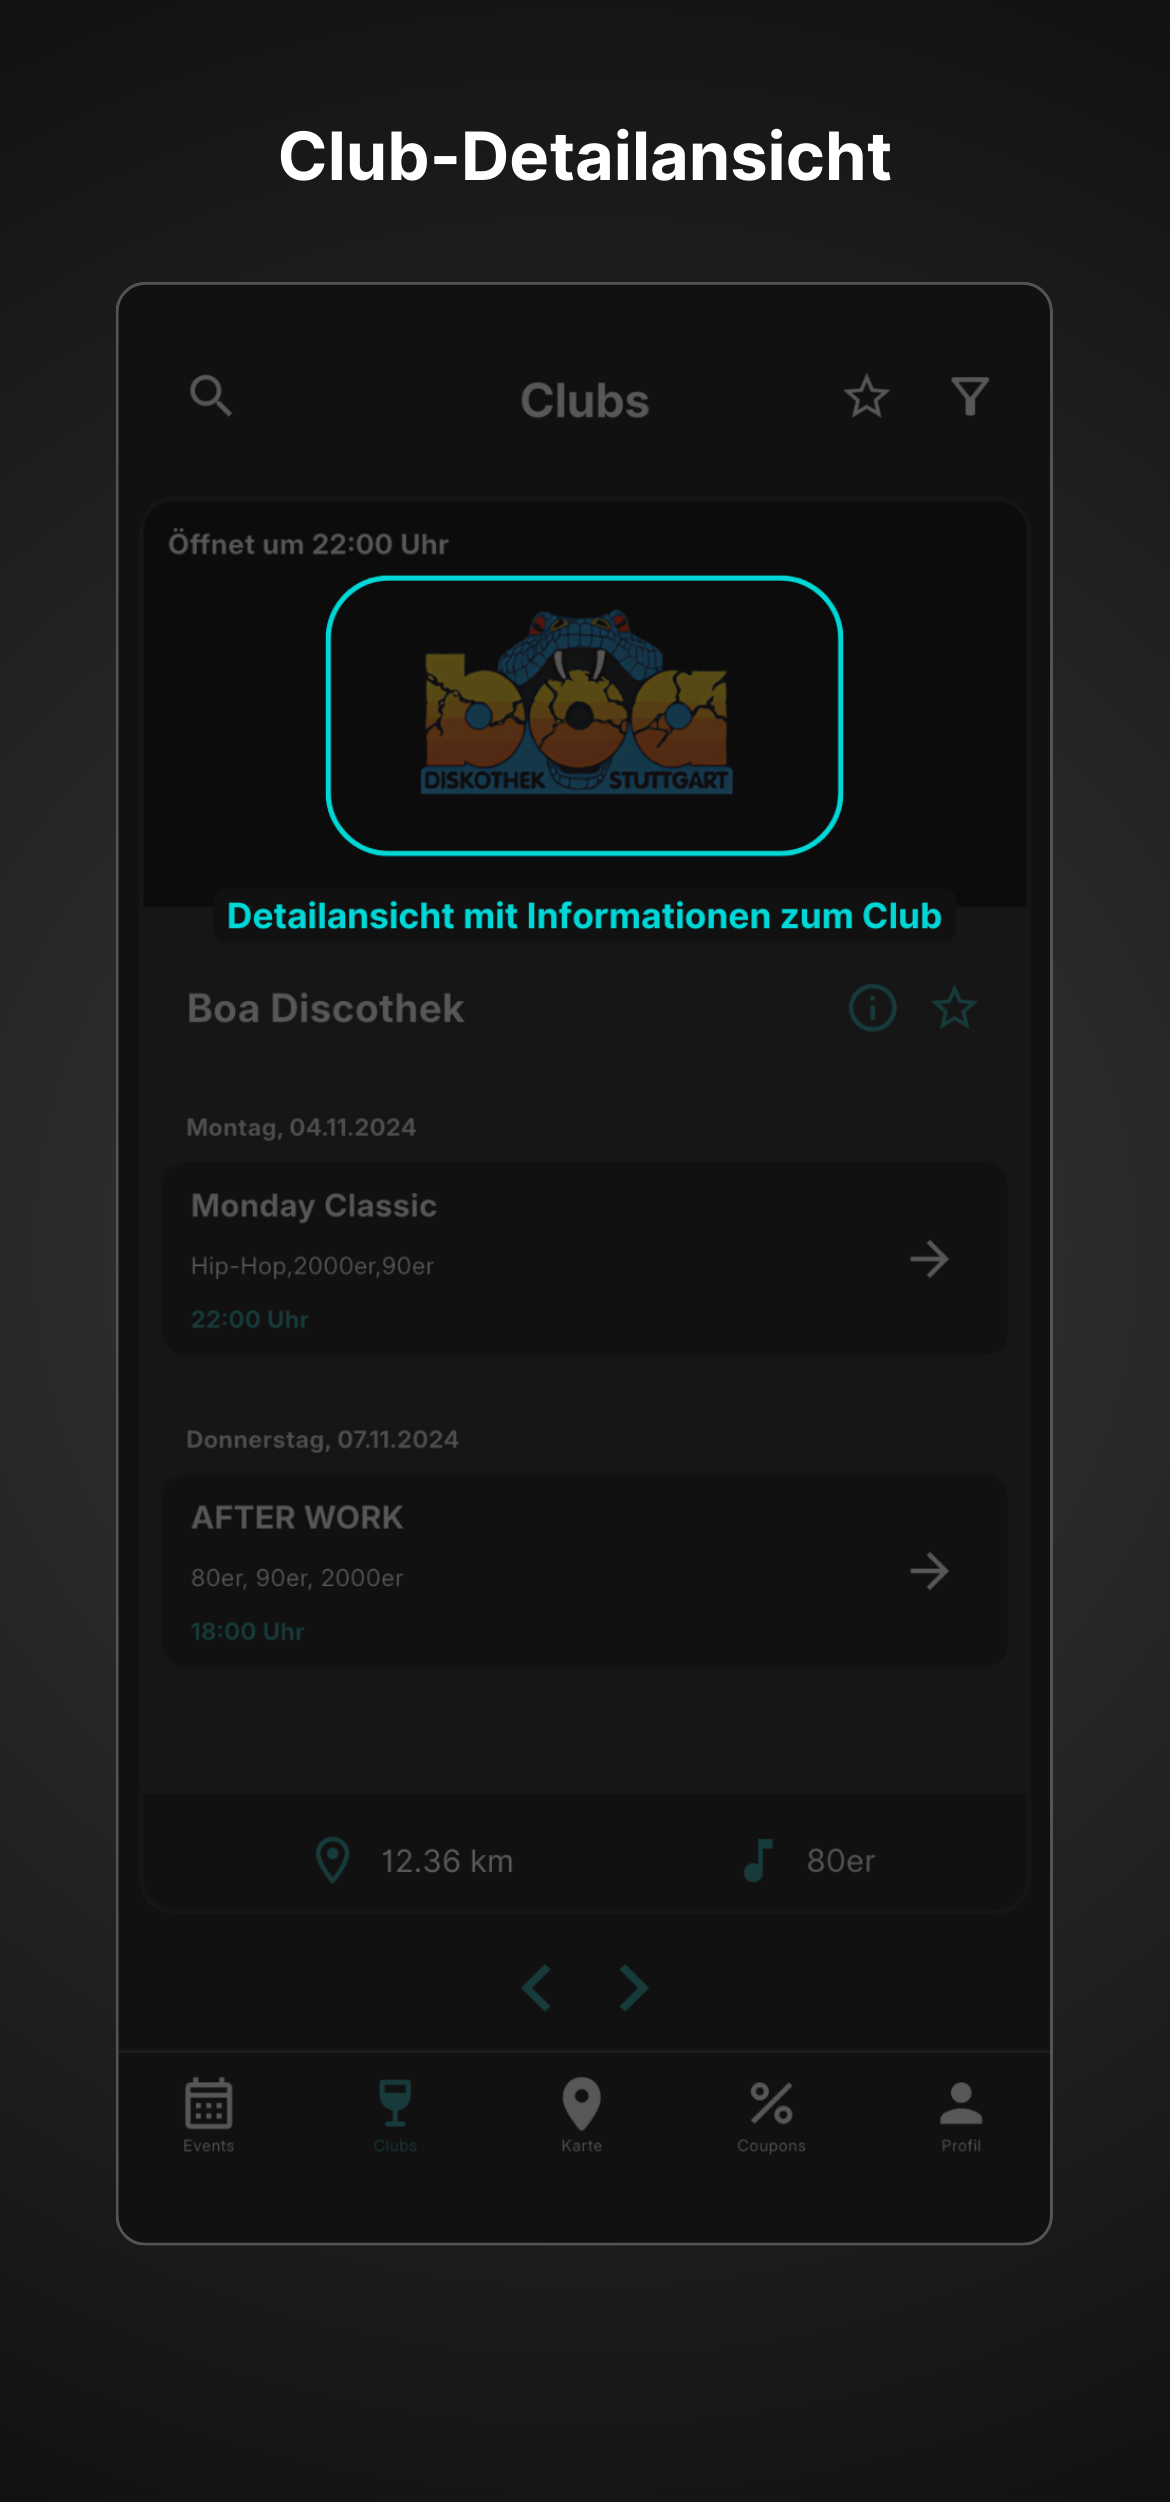 Club-Detailansicht
Clubs
Öffnet um 22:00 Uhr
boa
DISKOTHEK STUTTGART
Detailansicht mit Informationen zum Club
Boa Discothek
Montag, 04.11.2024
Monday Classic
Hip-Hop,2000er,90er
22:00 Uhr
Donnerstag, 07.11.2024
AFTER WORK
80er, 90er, 2000er
18:00 Uhr
12.36 km 80er
Events Clubs Karte Coupons Profil